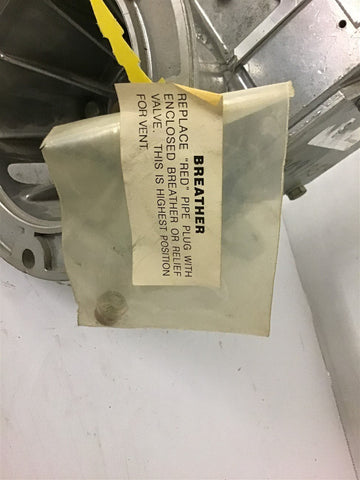 BREATHER
REPLACE "RED" PIPE PLUG WITH
ENCLOSED BREATHER OR RELIEF
VALVE. THIS IS HIGHEST POSITION
FOR VENT.